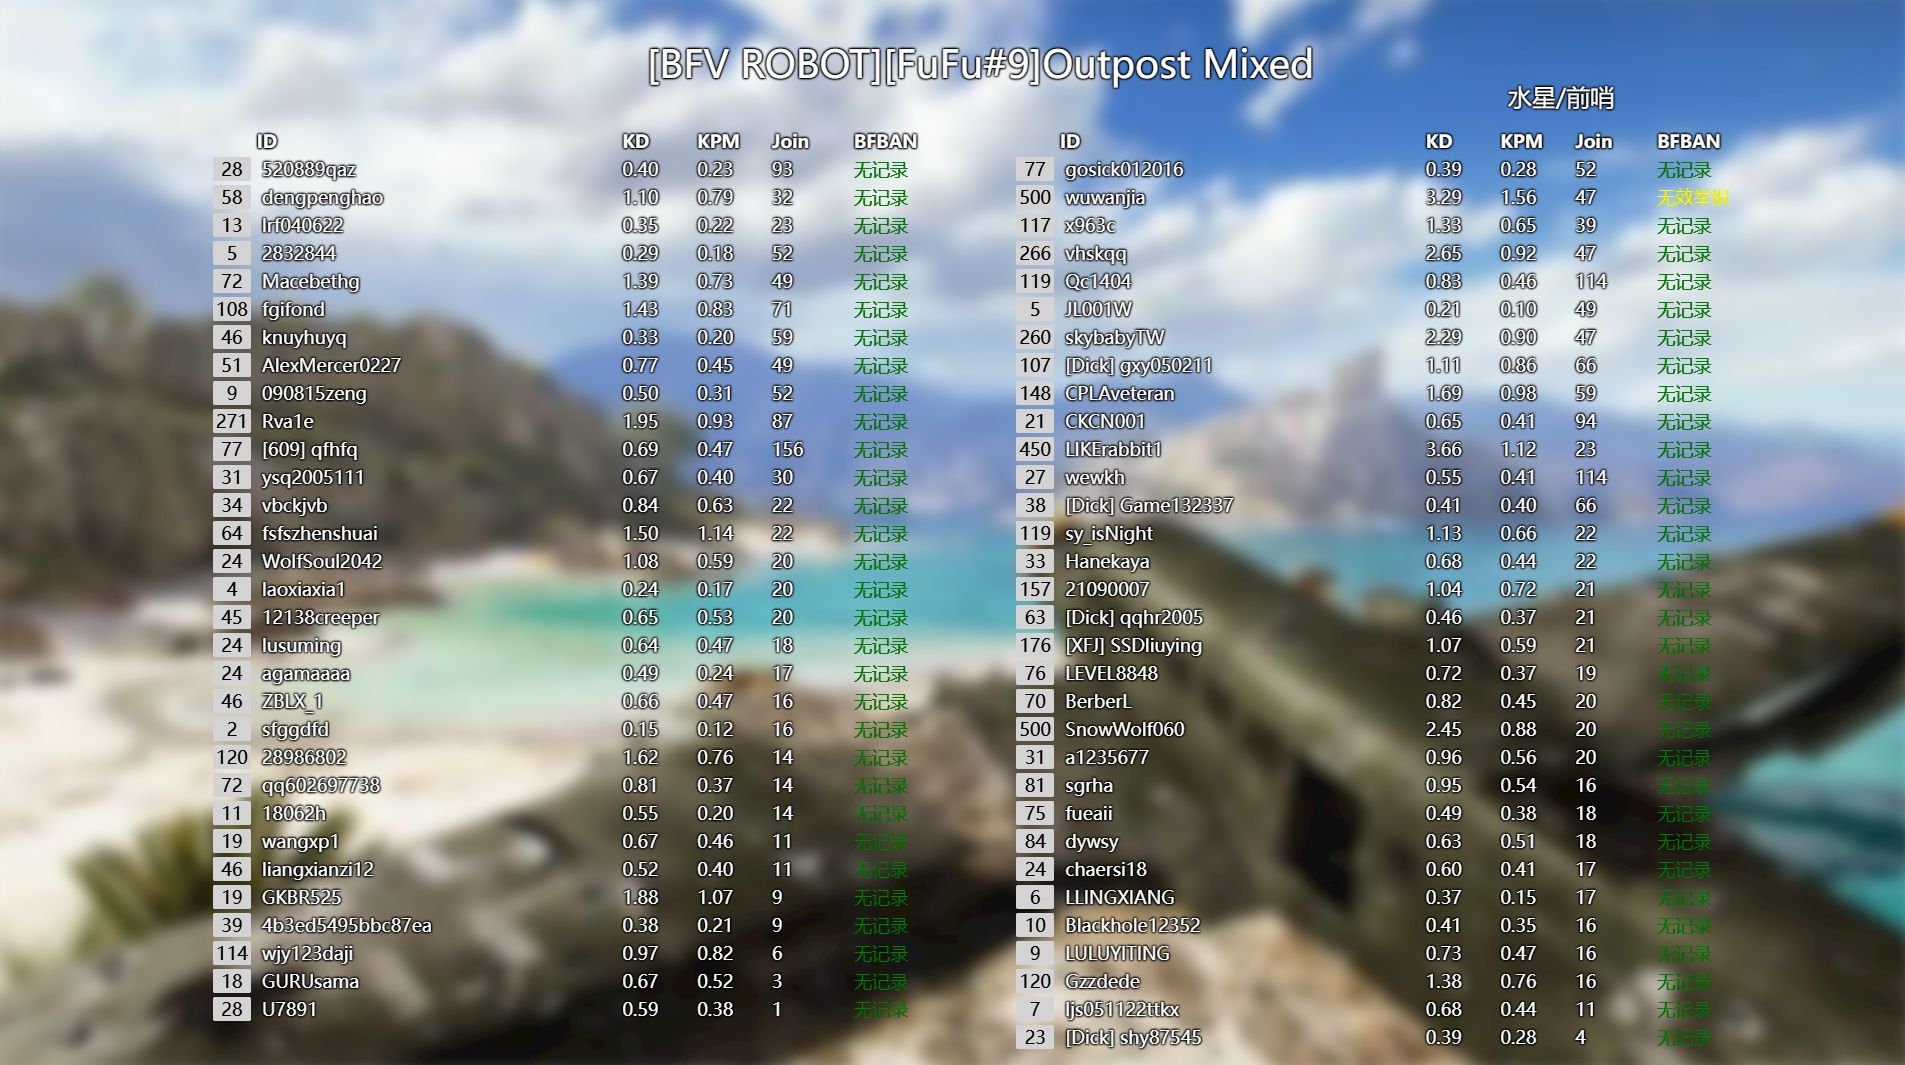 [BFV ROBOT][FuFu#9]Outpost Mixed
水星/前哨
ID KD KPM Join BFBAN
28 520889qaz 0.40 0.23 93 无记录
58 dengpenghao 1.10 0.79 32 无记录
13 lrf040622 0.35 0.22 23 无记录
5 2832844 0.29 0.18 52 无记录
72 Macebethg 1.39 0.73 49 无记录
108 fgifond 1.43 0.83 71 无记录
46 knuyhuyq 0.33 0.20 59 无记录
51 AlexMercer0227 0.77 0.45 49 无记录
9 090815zeng 0.50 0.31 52 无记录
271 Rva1e 1.95 0.93 87 无记录
77 [609] qfhfq 0.69 0.47 156 无记录
31 ysq2005111 0.67 0.40 30 无记录
34 vbckjvb 0.84 0.63 22 无记录
64 fsfszhenshuai 1.50 1.14 22 无记录
24 WolfSoul2042 1.08 0.59 20 无记录
4 laoxiaxia1 0.24 0.17 20 无记录
45 12138creeper 0.65 0.53 20 无记录
24 lusuming 0.64 0.47 18 无记录
24 agamaaaa 0.49 0.24 17 无记录
46 ZBLX_1 0.66 0.47 16 无记录
2 sfggdfd 0.15 0.12 16 无记录
120 28986802 1.62 0.76 14 无记录
72 qq602697738 0.81 0.37 14 无记录
11 18062h 0.55 0.20 14 无记录
19 wangxp1 0.67 0.46 11 无记录
46 liangxianzi12 0.52 0.40 11 无记录
19 GKBR525 1.88 1.07 9 无记录
39 4b3ed5495bbc87ea 0.38 0.21 9 无记录
114 wjy123daji 0.97 0.82 6 无记录
18 GURUsama 0.67 0.52 3 无记录
28 U7891 0.59 0.38 1 无记录
ID KD KPM Join BFBAN
77 gosick012016 0.39 0.28 52 无记录
500 wuwanjia 3.29 1.56 47 无效举报
117 x963c 1.33 0.65 39 无记录
266 vhskqq 2.65 0.92 47 无记录
119 Qc1404 0.83 0.46 114 无记录
5 JL001W 0.21 0.10 49 无记录
260 skybabyTW 2.29 0.90 47 无记录
107 [Dick] gxy050211 1.11 0.86 66 无记录
148 CPLAveteran 1.69 0.98 59 无记录
21 CKCN001 0.65 0.41 94 无记录
450 LIKErabbit1 3.66 1.12 23 无记录
27 wewkh 0.55 0.41 114 无记录
38 [Dick] Game132337 0.41 0.40 66 无记录
119 sy_isNight 1.13 0.66 22 无记录
33 Hanekaya 0.68 0.44 22 无记录
157 21090007 1.04 0.72 21 无记录
63 [Dick] qqhr2005 0.46 0.37 21 无记录
176 [XFJ] SSDliuying 1.07 0.59 21 无记录
76 LEVEL8848 0.72 0.37 19 无记录
70 BerberL 0.82 0.45 20 无记录
500 SnowWolf060 2.45 0.88 20 无记录
31 a1235677 0.96 0.56 20 无记录
81 sgrha 0.95 0.54 16 无记录
75 fueaii 0.49 0.38 18 无记录
84 dywsy 0.63 0.51 18 无记录
24 chaersi18 0.60 0.41 17 无记录
6 LLINGXIANG 0.37 0.15 17 无记录
10 Blackhole12352 0.41 0.35 16 无记录
9 LULUYITING 0.73 0.47 16 无记录
120 Gzzdede 1.38 0.76 16 无记录
7 ljs051122ttkx 0.68 0.44 11 无记录
23 [Dick] shy87545 0.39 0.28 4 无记录